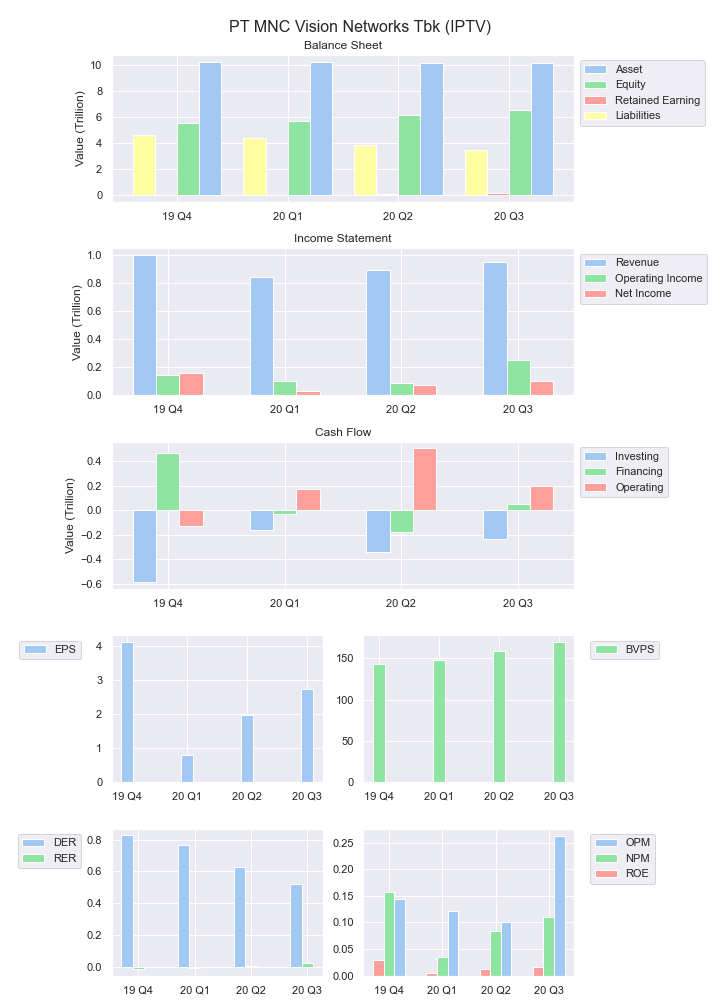 PT MNC Vision Networks Tbk (IPTV)
Balance Sheet
Value (Trillion)
10
8
6
4
2
0
19 Q4 20 Q1 20 Q2 20 Q3
Asset
Equity
Retained Earning
Liabilities
Income Statement
Value (Trillion)
1.0
0.8
0.6
0.4
0.2
0.0
19 Q4 20 Q1 20 Q2 20 Q3
Revenue
Operating Income
Net Income
Cash Flow
Value (Trillion)
0.4
0.2
0.0
−0.2
−0.4
−0.6
19 Q4 20 Q1 20 Q2 20 Q3
Investing
Financing
Operating
EPS
4
3
2
1
0
19 Q4 20 Q1 20 Q2 20 Q3
150
100
50
0
19 Q4 20 Q1 20 Q2 20 Q3
BVPS
DER
RER
0.8
0.6
0.4
0.2
0.0
19 Q4 20 Q1 20 Q2 20 Q3
0.25
0.20
0.15
0.10
0.05
0.00
19 Q4 20 Q1 20 Q2 20 Q3
OPM
NPM
ROE